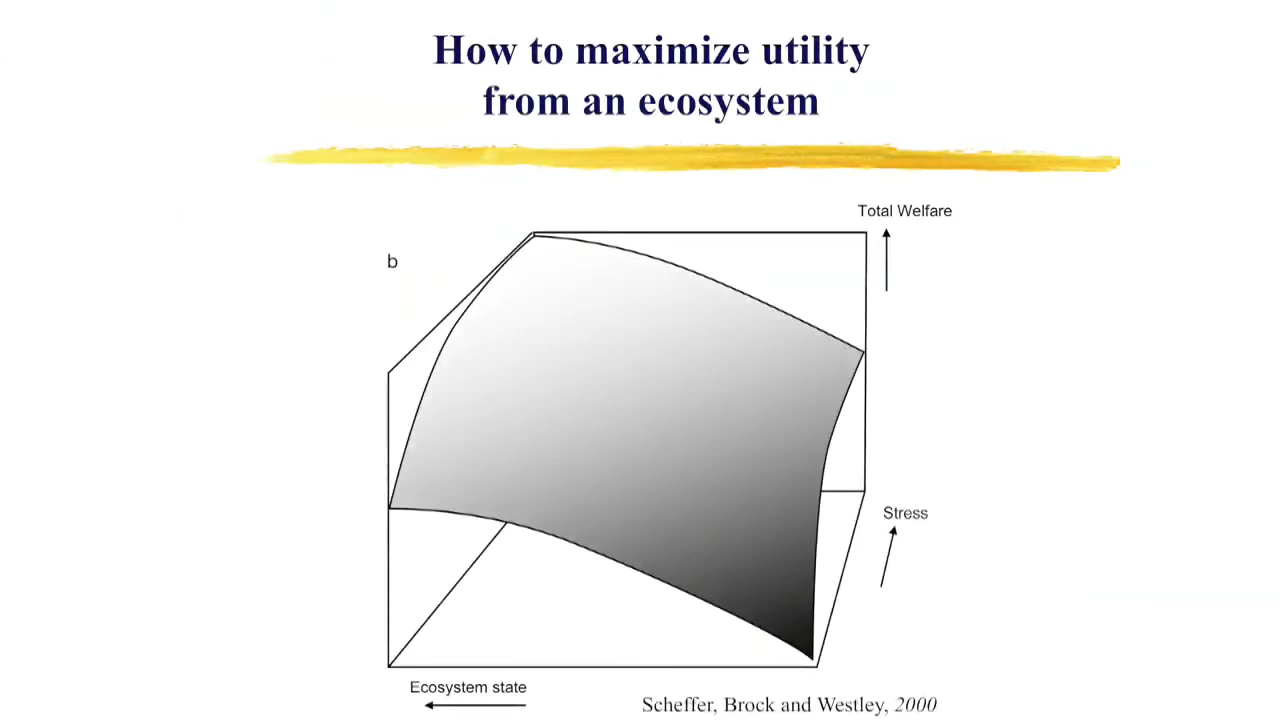 How to maximize utility
from an ecosystem
Total Welfare
b
Stress
Ecosystem state
Scheffer, Brock and Westley, 2000